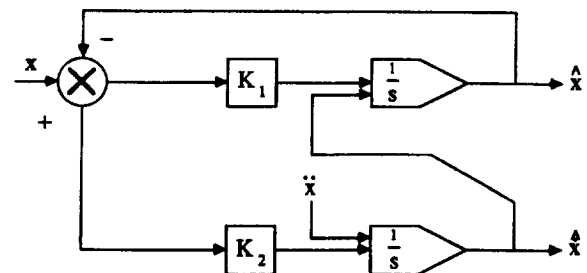 −
x
+
K₁
1/s
x̂
ẍ
K₂
1/s
x̂̇